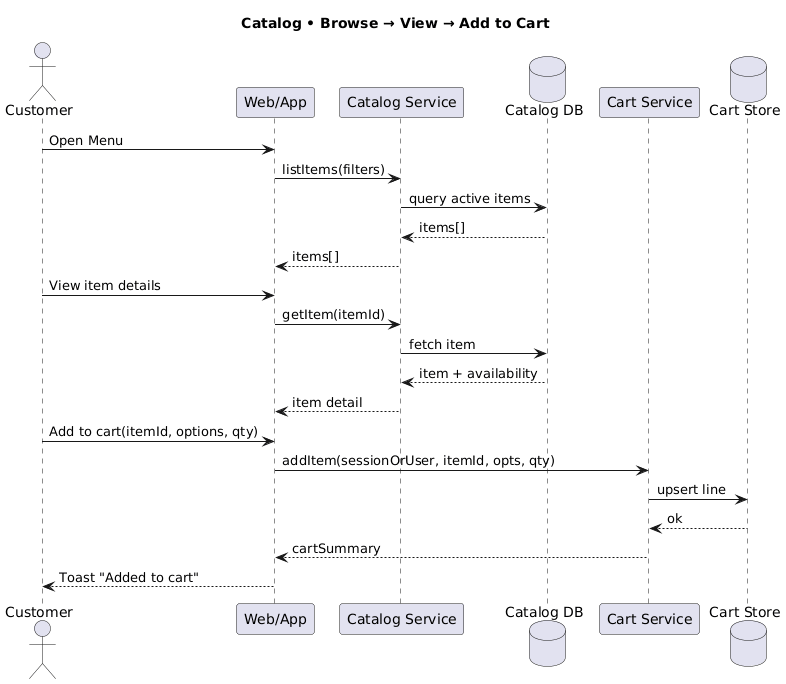 Catalog • Browse → View → Add to Cart
Customer
Web/App
Catalog Service
Catalog DB
Cart Service
Cart Store
Open Menu
listItems(filters)
query active items
items[]
items[]
View item details
getItem(itemId)
fetch item
item + availability
item detail
Add to cart(itemId, options, qty)
addItem(sessionOrUser, itemId, opts, qty)
upsert line
ok
cartSummary
Toast "Added to cart"
Customer
Web/App
Catalog Service
Catalog DB
Cart Service
Cart Store